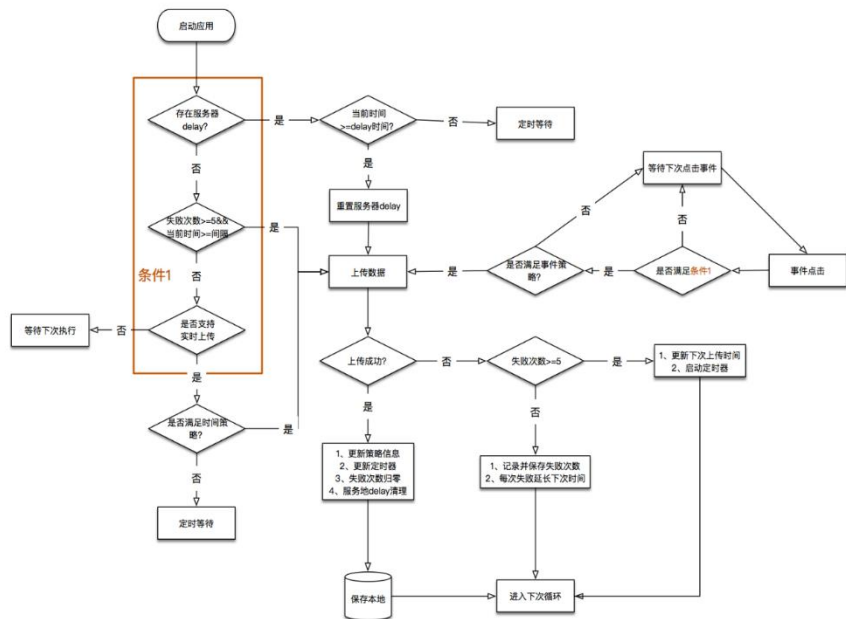 启动应用
存在服务器
delay?
是
当前时间
>=delay时间?
否
定时等待
否
是
等待下次点击事件
失败次数>=5&&
当前时间>=间隔
是
重置服务器delay
否
否
条件1
否
上传数据
是
是否满足事件策
略?
是
是否满足条件1
事件点击
等待下次执行
否
是否支持
实时上传
上传成功?
否
失败次数>=5
是
1、更新下次上传时间
2、启动定时器
是
是否满足时间策
略?
是
是
否
否
1、更新策略信息
2、更新定时器
3、失败次数归零
4、服务地delay清理
1、记录并保存失败次数
2、每次失败延长下次时间
定时等待
保存本地
进入下次循环